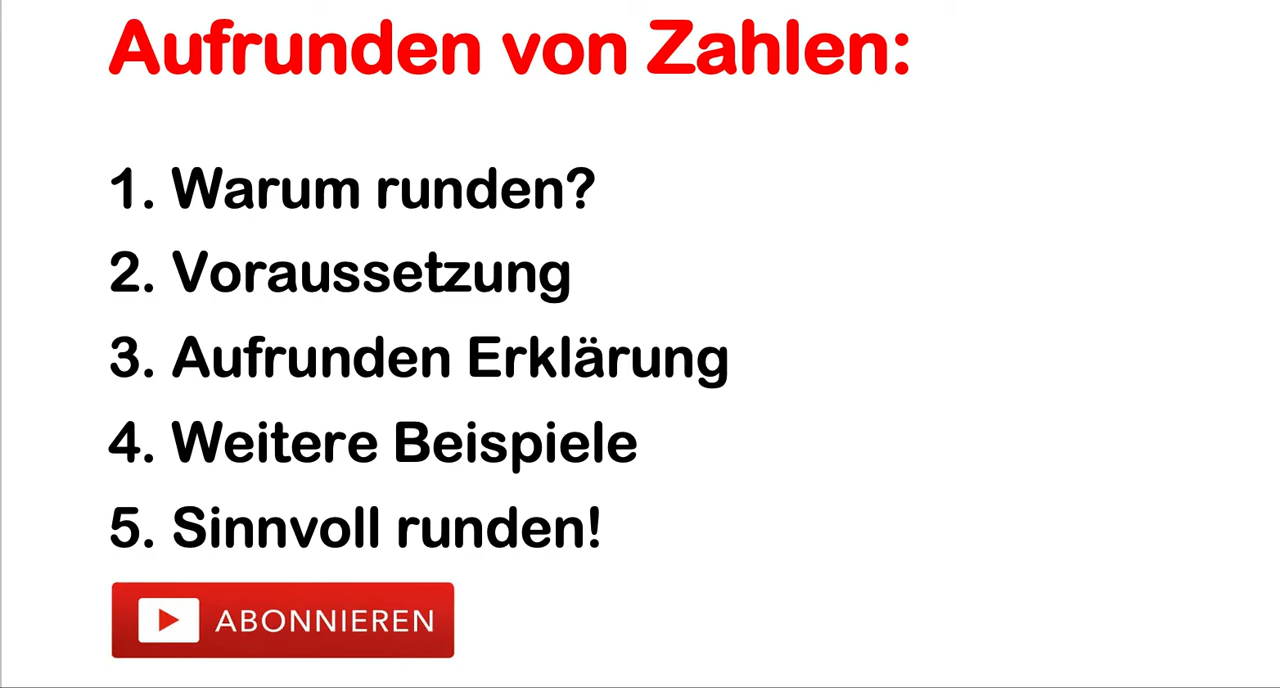 Aufrunden von Zahlen:
1. Warum runden?
2. Voraussetzung
3. Aufrunden Erklärung
4. Weitere Beispiele
5. Sinnvoll runden!
ABONNIEREN